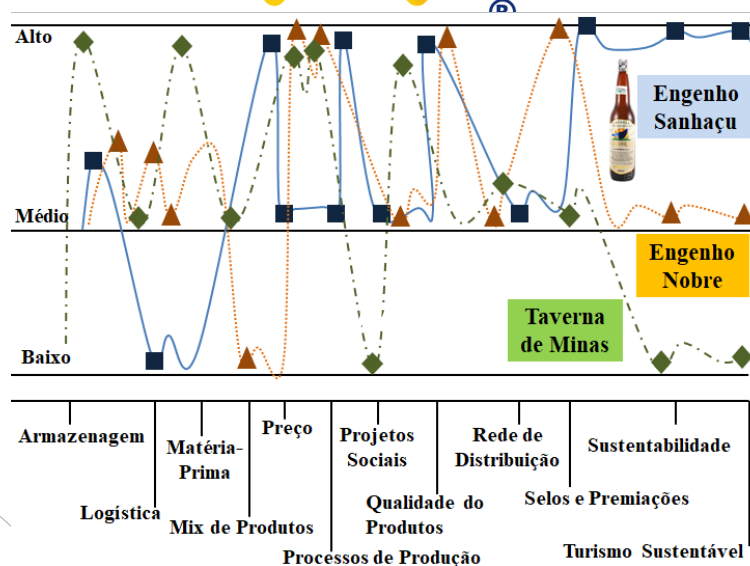 ®
Alto
Engenho
Sanhaçu
Médio
Engenho
Nobre
Taverna
de Minas
Baixo
Armazenagem
Matéria-
Prima
Preço
Projetos
Sociais
Rede de
Distribuição
Sustentabilidade
Logística
Mix de Produtos
Qualidade do
Produtos
Selos e Premiações
Processos de Produção
Turismo Sustentável